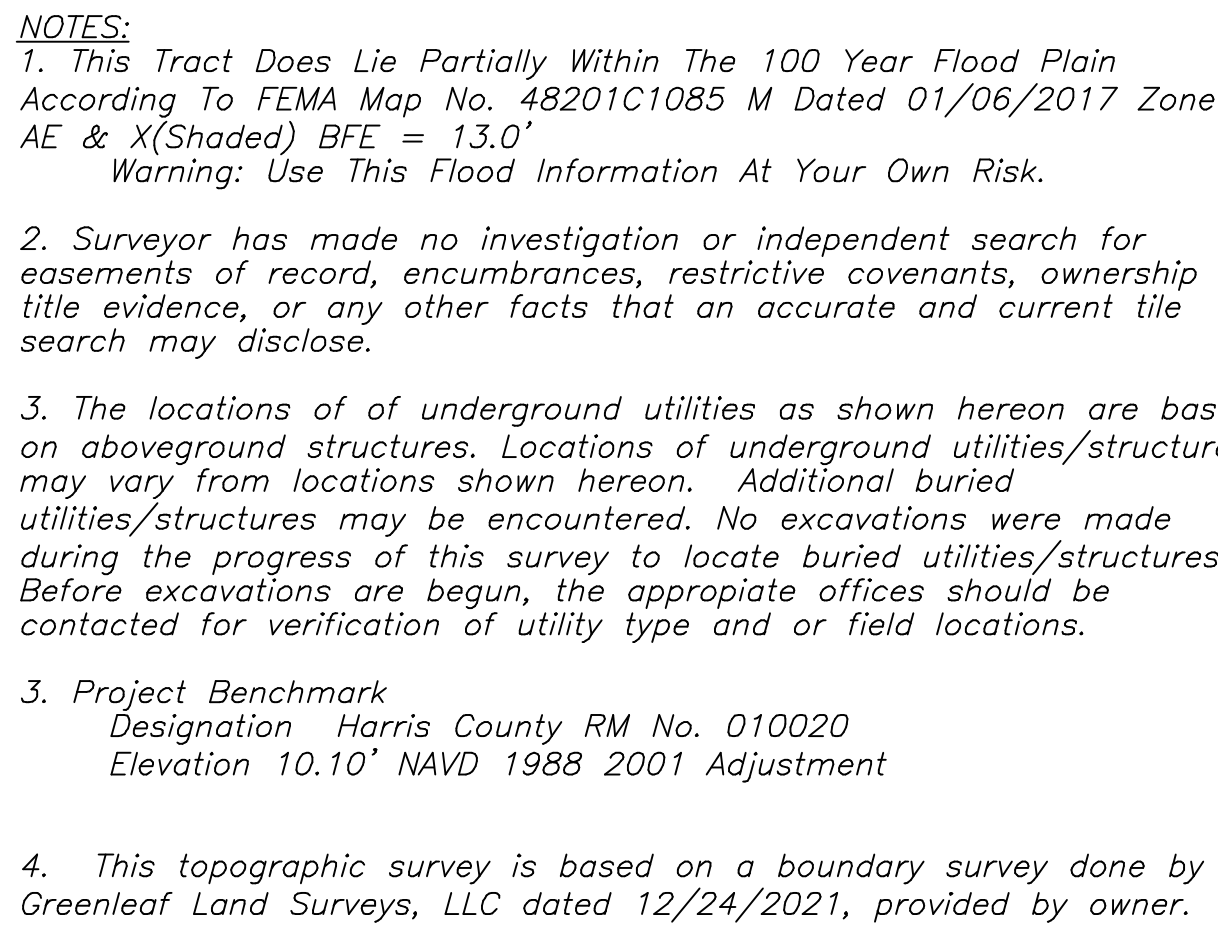 NOTES:
1. This Tract Does Lie Partially Within The 100 Year Flood Plain
According To FEMA Map No. 48201C1085 M Dated 01/06/2017 Zone
AE & X(Shaded) BFE = 13.0'
Warning: Use This Flood Information At Your Own Risk.
2. Surveyor has made no investigation or independent search for
easements of record, encumbrances, restrictive covenants, ownership
title evidence, or any other facts that an accurate and current tile
search may disclose.
3. The locations of of underground utilities as shown hereon are bas
on aboveground structures. Locations of underground utilities/structure
may vary from locations shown hereon. Additional buried
utilities/structures may be encountered. No excavations were made
during the progress of this survey to locate buried utilities/structures
Before excavations are begun, the appropiate offices should be
contacted for verification of utility type and or field locations.
3. Project Benchmark
Designation Harris County RM No. 010020
Elevation 10.10' NAVD 1988 2001 Adjustment
4. This topographic survey is based on a boundary survey done by
Greenleaf Land Surveys, LLC dated 12/24/2021, provided by owner.